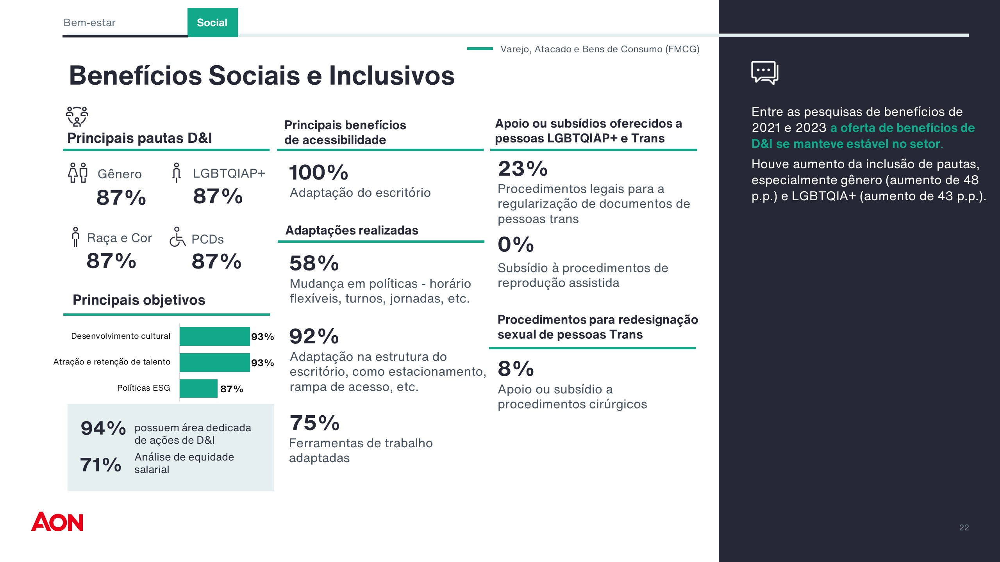 Bem-estar
Social
Varejo, Atacado e Bens de Consumo (FMCG)
Benefícios Sociais e Inclusivos
Principais pautas D&I
Gênero
87%
LGBTQIAP+
87%
Raça e Cor
87%
PCDs
87%
Principais objetivos
Desenvolvimento cultural
93%
Atração e retenção de talento
93%
Políticas ESG
87%
94%
possuem área dedicada
de ações de D&I
71%
Análise de equidade
salarial
Principais benefícios
de acessibilidade
100%
Adaptação do escritório
Adaptações realizadas
58%
Mudança em políticas - horário
flexíveis, turnos, jornadas, etc.
92%
Adaptação na estrutura do
escritório, como estacionamento,
rampa de acesso, etc.
75%
Ferramentas de trabalho
adaptadas
Apoio ou subsídios oferecidos a
pessoas LGBTQIAP+ e Trans
23%
Procedimentos legais para a
regularização de documentos de
pessoas trans
0%
Subsídio à procedimentos de
reprodução assistida
Procedimentos para redesignação
sexual de pessoas Trans
8%
Apoio ou subsídio a
procedimentos cirúrgicos
Entre as pesquisas de benefícios de
2021 e 2023 a oferta de benefícios de
D&I se manteve estável no setor.
Houve aumento da inclusão de pautas,
especialmente gênero (aumento de 48
p.p.) e LGBTQIA+ (aumento de 43 p.p.).
AON
22